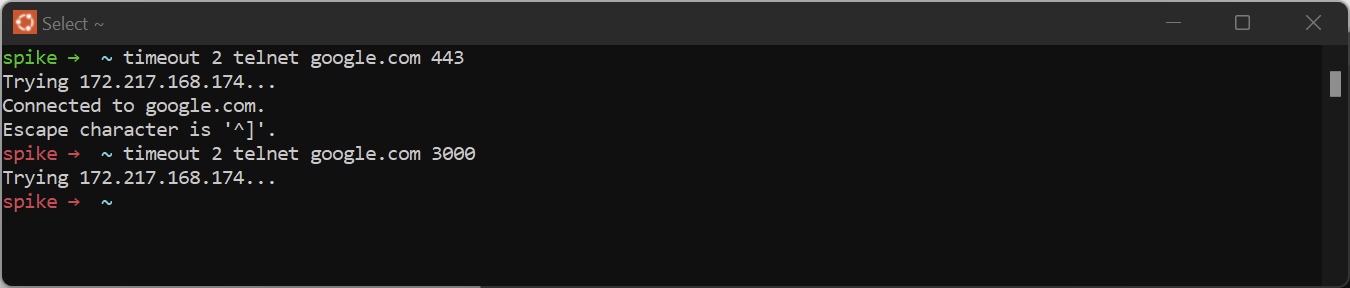 Select ~
spike → ~ timeout 2 telnet google.com 443
Trying 172.217.168.174...
Connected to google.com.
Escape character is '^]'.
spike → ~ timeout 2 telnet google.com 3000
Trying 172.217.168.174...
spike → ~